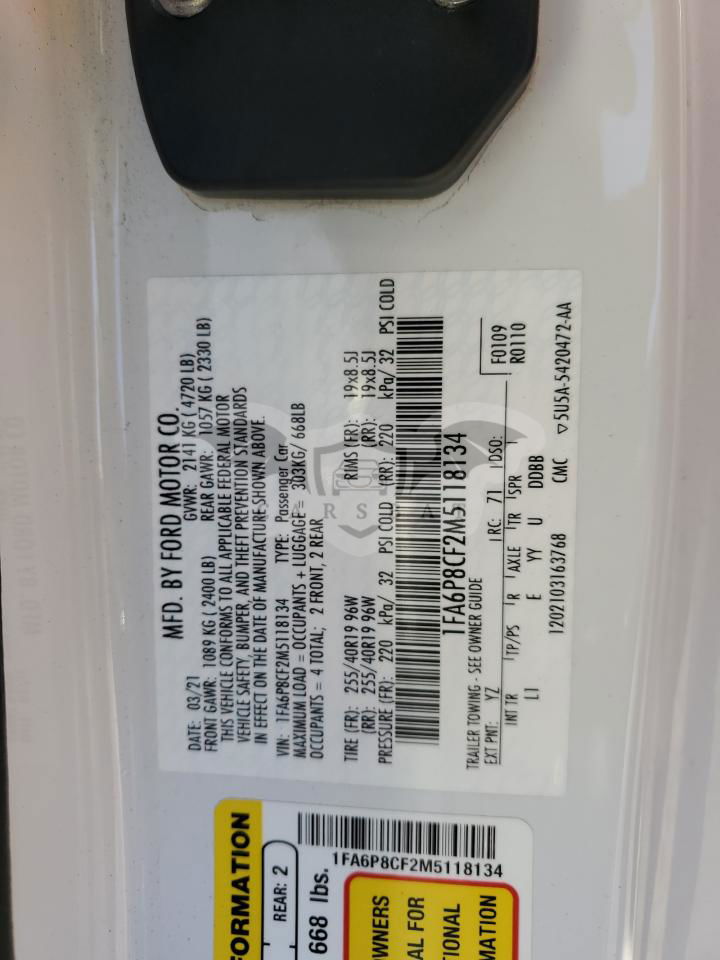 MFD. BY FORD MOTOR CO.
DATE: 03/21 GVWR: 2141 KG ( 4720 LB)
FRONT GAWR: 1089 KG ( 2400 LB) REAR GAWR: 1057 KG ( 2330 LB)
THIS VEHICLE CONFORMS TO ALL APPLICABLE FEDERAL MOTOR
VEHICLE SAFETY, BUMPER, AND THEFT PREVENTION STANDARDS
IN EFFECT ON THE DATE OF MANUFACTURE SHOWN ABOVE.
VIN: 1FA6P8CF2M5118134 TYPE: Passenger Car
MAXIMUM LOAD = OCCUPANTS + LUGGAGE = 303KG/ 668LB
OCCUPANTS = 4 TOTAL; 2 FRONT, 2 REAR
TIRE (FR): 255/40R19 96W RIMS (FR): 19x8.5J
(RR): 255/40R19 96W (RR): 19x8.5J
PRESSURE (FR): 220 kPa/ 32 PSI COLD (RR): 220 kPa/ 32 PSI COLD
1FA6P8CF2M5118134
TRAILER TOWING - SEE OWNER GUIDE
EXT PNT: YZ RC: 71 DSO: F0109
R0110
INT TR TP/PS R AXLE TR SPR
LI E YY U DDBB
1202103163768 CMC ▽5U5A-5420472-AA
ARSA
FORMATION
REAR: 2
668 lbs.
1FA6P8CF2M5118134
WNERS
AL FOR
TIONAL
MATION